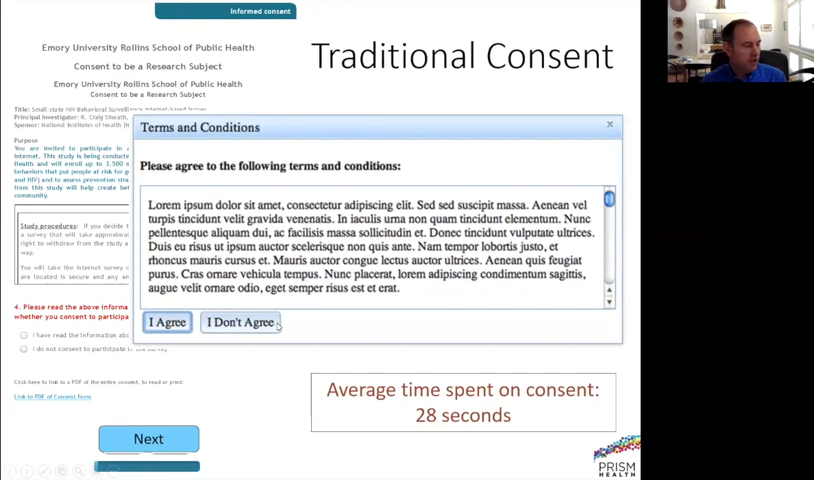 Informed consent
Traditional Consent
Emory University Rollins School of Public Health
Consent to be a Research Subject
Emory University Rollins School of Public Health
Consent to be a Research Subject
Title: Small-state HIV Behavioral Surveillance Internet-based Survey
Principal Investigator: R. Craig Sineath,
Sponsor: National Institutes of Health (N
Purpose
You are invited to participate in a
Internet. This study is being conducte
Health and will enroll up to 3,500 m
behaviors that put people at risk for g
and HIV) and to assess prevention stra
from this study will help create bet
community.
Study procedures: If you decide t
a survey that will take approximat
right to withdraw from the study a
way.
You will take the Internet survey o
are located is secure and any an
4. Please read the above informa
whether you consent to particip
I have read the information abo
I do not consent to participate in the survey
Click here to link to a PDF of the entire consent, to read or print:
Link to PDF of Consent Form
Next
Terms and Conditions
Please agree to the following terms and conditions:
Lorem ipsum dolor sit amet, consectetur adipiscing elit. Sed sed suscipit massa. Aenean vel
turpis tincidunt velit gravida venenatis. In iaculis urna non quam tincidunt elementum. Nunc
pellentesque aliquam dui, ac facilisis massa sollicitudin et. Donec tincidunt vulputate ultrices.
Duis eu risus ut ipsum auctor scelerisque non quis ante. Nam tempor lobortis justo, et
rhoncus mauris cursus et. Mauris auctor congue lectus auctor ultrices. Aenean quis feugiat
purus. Cras ornare vehicula tempus. Nunc placerat, lorem adipiscing condimentum sagittis,
augue velit ornare odio, eget semper risus est et erat.
I Agree
I Don't Agree
Average time spent on consent:
28 seconds
PRISM
HEALTH